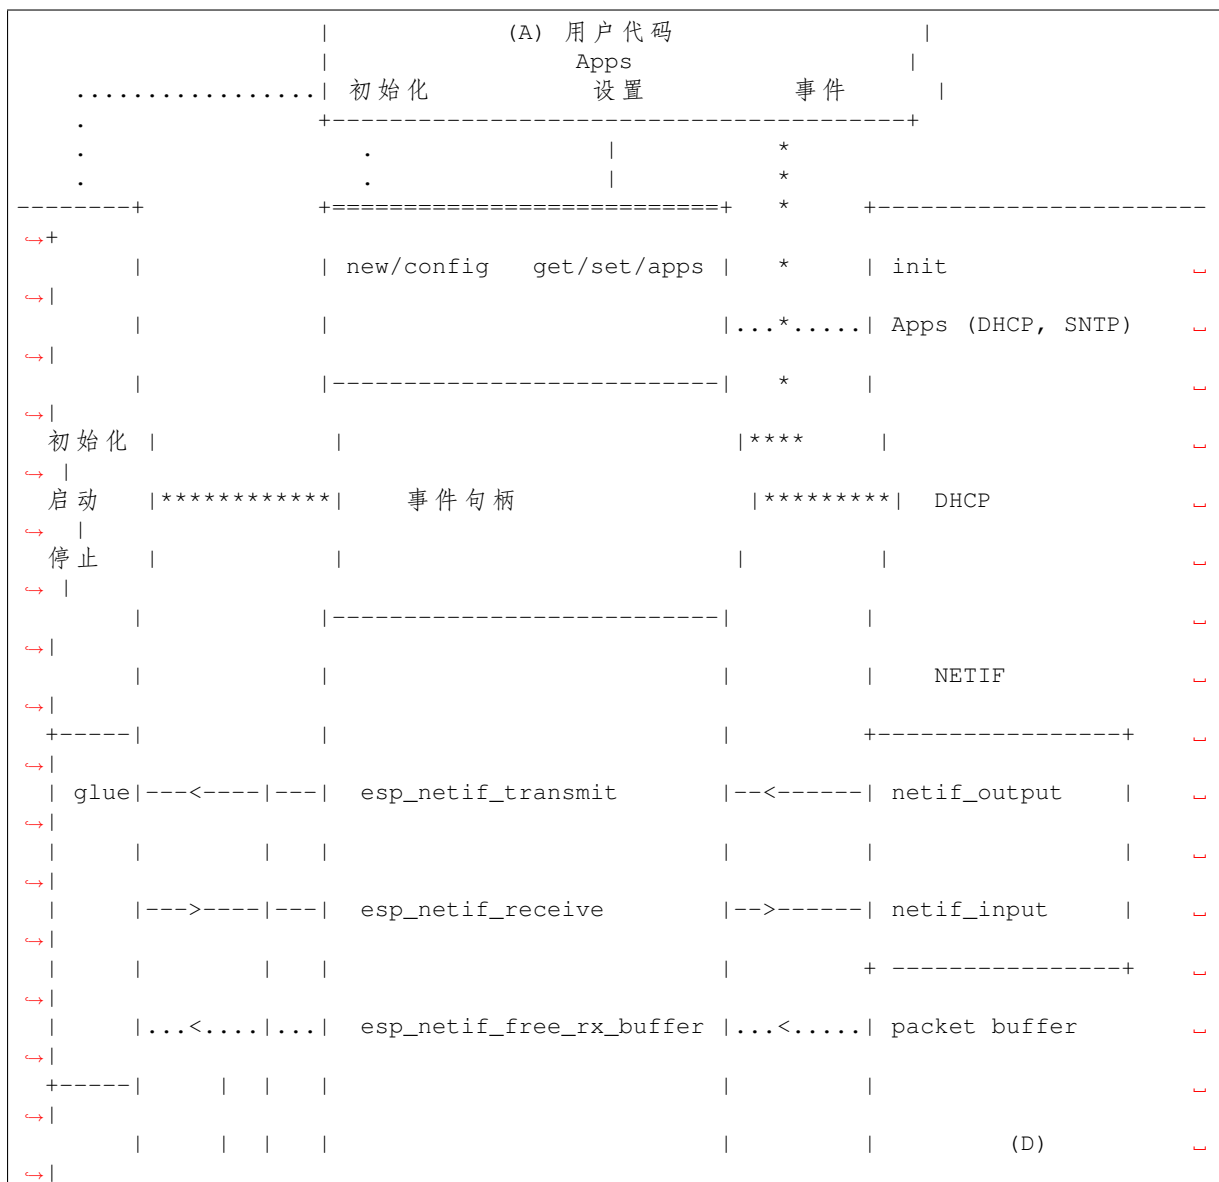 |            (A) 用户代码                 |
                      |                 Apps                   |
    .................| 初始化          设置          事件      |
    .                +----------------------------------------+
    .                   .                |           *
    .                   .                |           *
--------+            +===========================+   *     +-----------------------
↪+
        |            | new/config   get/set/apps |   *     | init                ␣
↪|
        |            |                           |...*.....| Apps (DHCP, SNTP)   ␣
↪|
        |            |---------------------------|   *     |                     ␣
↪|
  初始化 |            |                           |****     |                     ␣
↪ |
  启动   |************|     事件句柄                |*********|  DHCP               ␣
↪  |
  停止   |            |                           |         |                     ␣
↪ |
        |            |---------------------------|         |                     ␣
↪|
        |            |                           |         |    NETIF            ␣
↪|
  +-----|            |                           |         +-----------------+   ␣
↪|
  | glue|---<----|---|  esp_netif_transmit       |--<------| netif_output    |   ␣
↪|
  |     |        |   |                           |         |                 |   ␣
↪|
  |     |--->----|---|  esp_netif_receive        |-->------| netif_input     |   ␣
↪|
  |     |        |   |                           |         + ----------------+   ␣
↪|
  |     |...<....|...|  esp_netif_free_rx_buffer |...<.....| packet buffer       ␣
↪|
  +-----|     |  |   |                           |         |                     ␣
↪|
        |     |  |   |                           |         |         (D)         ␣
↪|